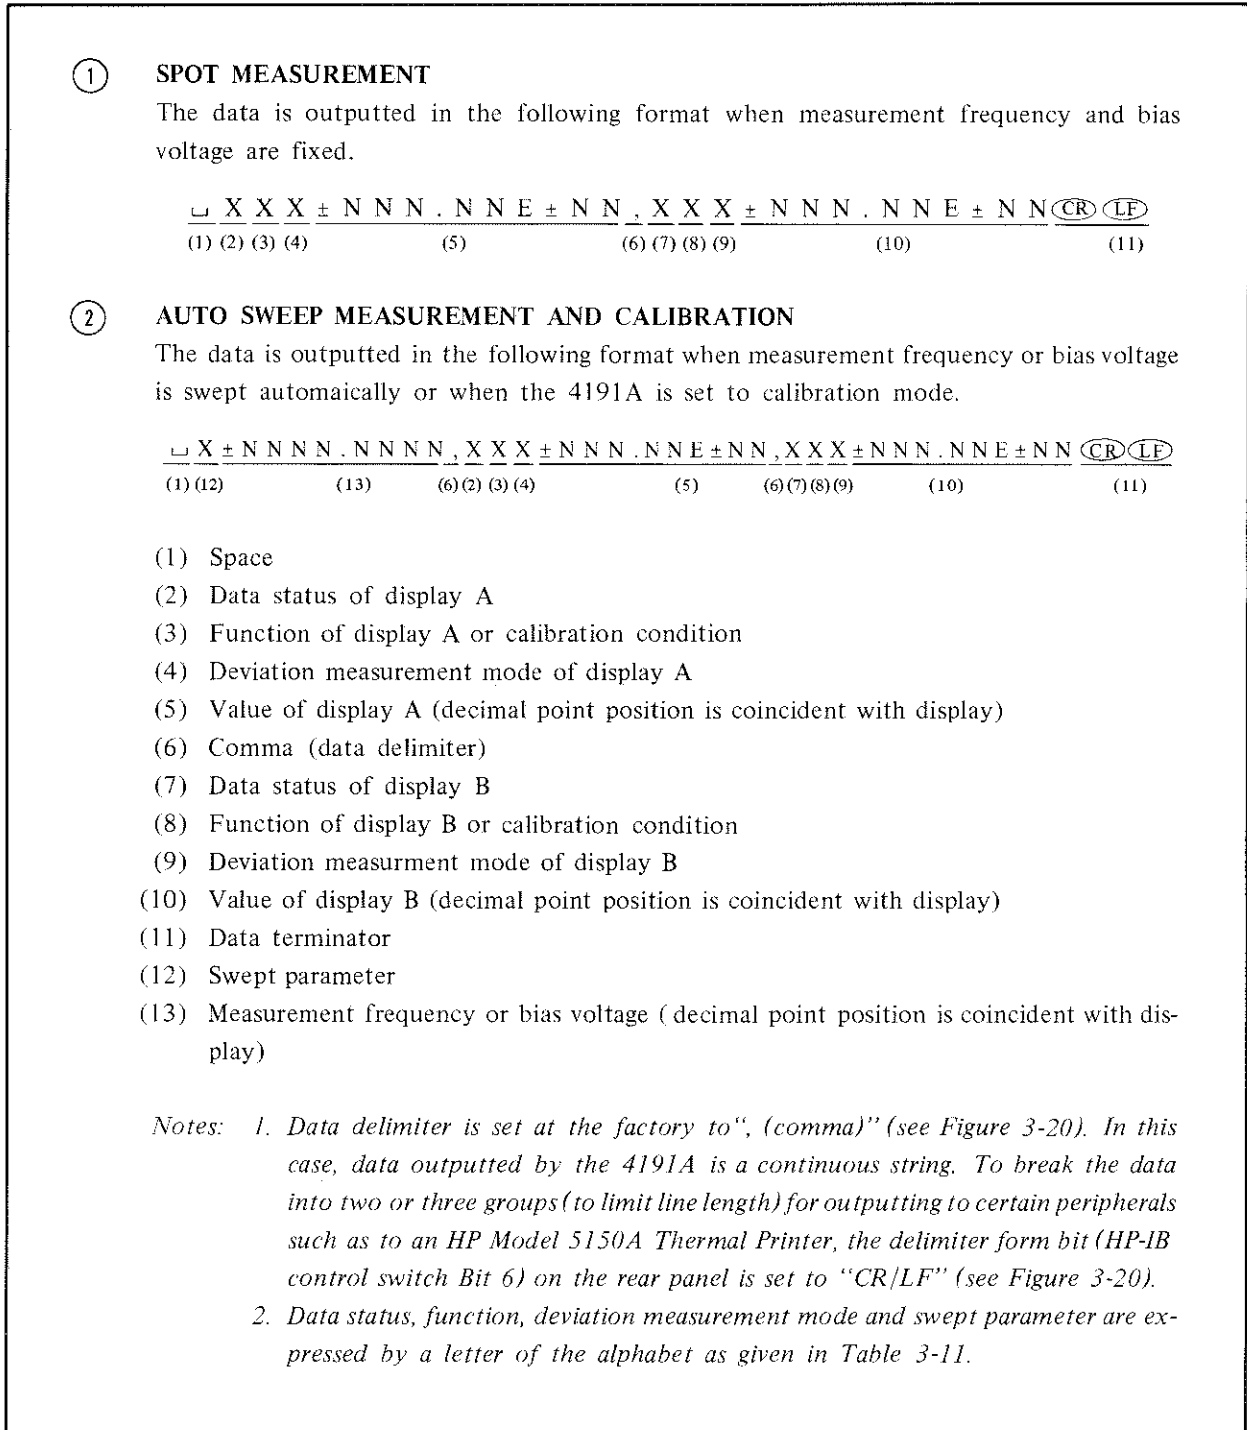 ① SPOT MEASUREMENT
The data is outputted in the following format when measurement frequency and bias
voltage are fixed.
␣ X X X ± N N N . N N E ± N N , X X X ± N N N . N N E ± N N (CR) (LF)
(1) (2) (3) (4) (5) (6) (7) (8) (9) (10) (11)
② AUTO SWEEP MEASUREMENT AND CALIBRATION
The data is outputted in the following format when measurement frequency or bias voltage
is swept automaically or when the 4191A is set to calibration mode.
␣ X ± N N N N . N N N N , X X X ± N N N . N N E ± N N , X X X ± N N N . N N E ± N N (CR) (LF)
(1) (12) (13) (6) (2) (3) (4) (5) (6) (7) (8) (9) (10) (11)
(1) Space
(2) Data status of display A
(3) Function of display A or calibration condition
(4) Deviation measurement mode of display A
(5) Value of display A (decimal point position is coincident with display)
(6) Comma (data delimiter)
(7) Data status of display B
(8) Function of display B or calibration condition
(9) Deviation measurment mode of display B
(10) Value of display B (decimal point position is coincident with display)
(11) Data terminator
(12) Swept parameter
(13) Measurement frequency or bias voltage ( decimal point position is coincident with dis-
play)
Notes: 1. Data delimiter is set at the factory to “, (comma)” (see Figure 3-20). In this
case, data outputted by the 4191A is a continuous string. To break the data
into two or three groups (to limit line length) for outputting to certain peripherals
such as to an HP Model 5150A Thermal Printer, the delimiter form bit (HP-IB
control switch Bit 6) on the rear panel is set to “CR/LF” (see Figure 3-20).
2. Data status, function, deviation measurement mode and swept parameter are ex-
pressed by a letter of the alphabet as given in Table 3-11.